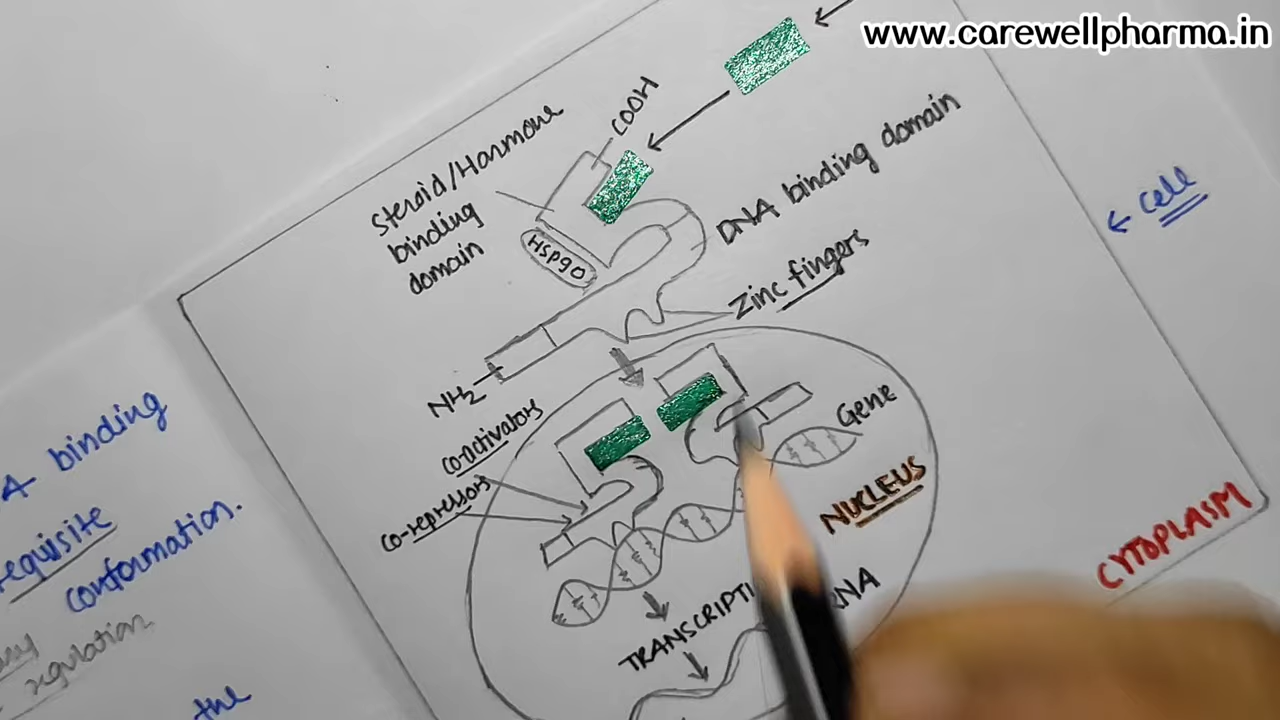 www.carewellpharma.in
COOH
Steroid/Harmone
binding
domain
HSP90
DNA binding domain
← Cell
Zinc fingers
NH2
Co-activators
Co-repressors
Gene
NUCLEUS
CYTOPLASM
TRANSCRIPTI
RNA
A binding
requisite
conformation.
regulation
the